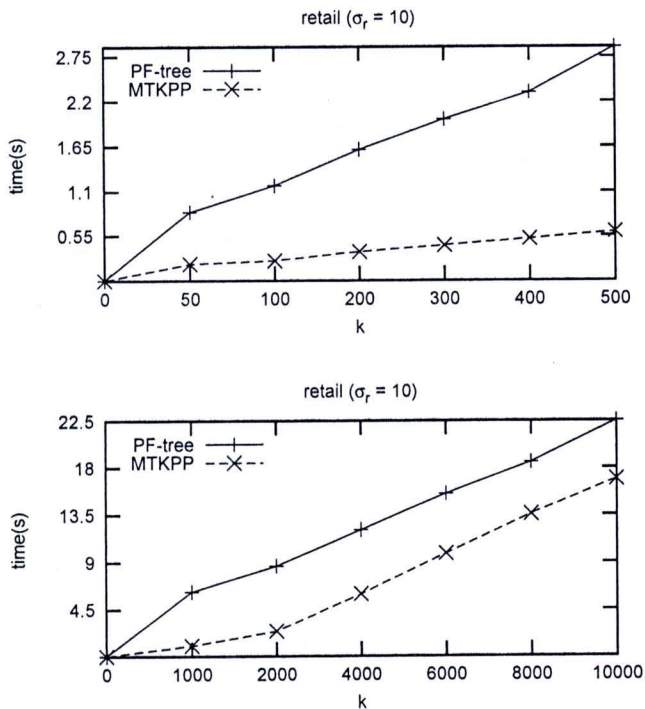 retail (σr = 10)
2.75
2.2
1.65
1.1
0.55
time(s)
PF-tree
MTKPP
0 50 100 200 300 400 500
k
retail (σr = 10)
22.5
18
13.5
9
4.5
time(s)
PF-tree
MTKPP
0 1000 2000 4000 6000 8000 10000
k